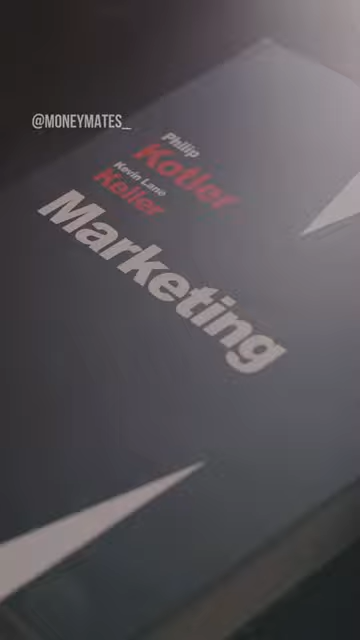 @MONEYMATES_
Philip
Kotler
Kevin Lane
Keller
Marketing